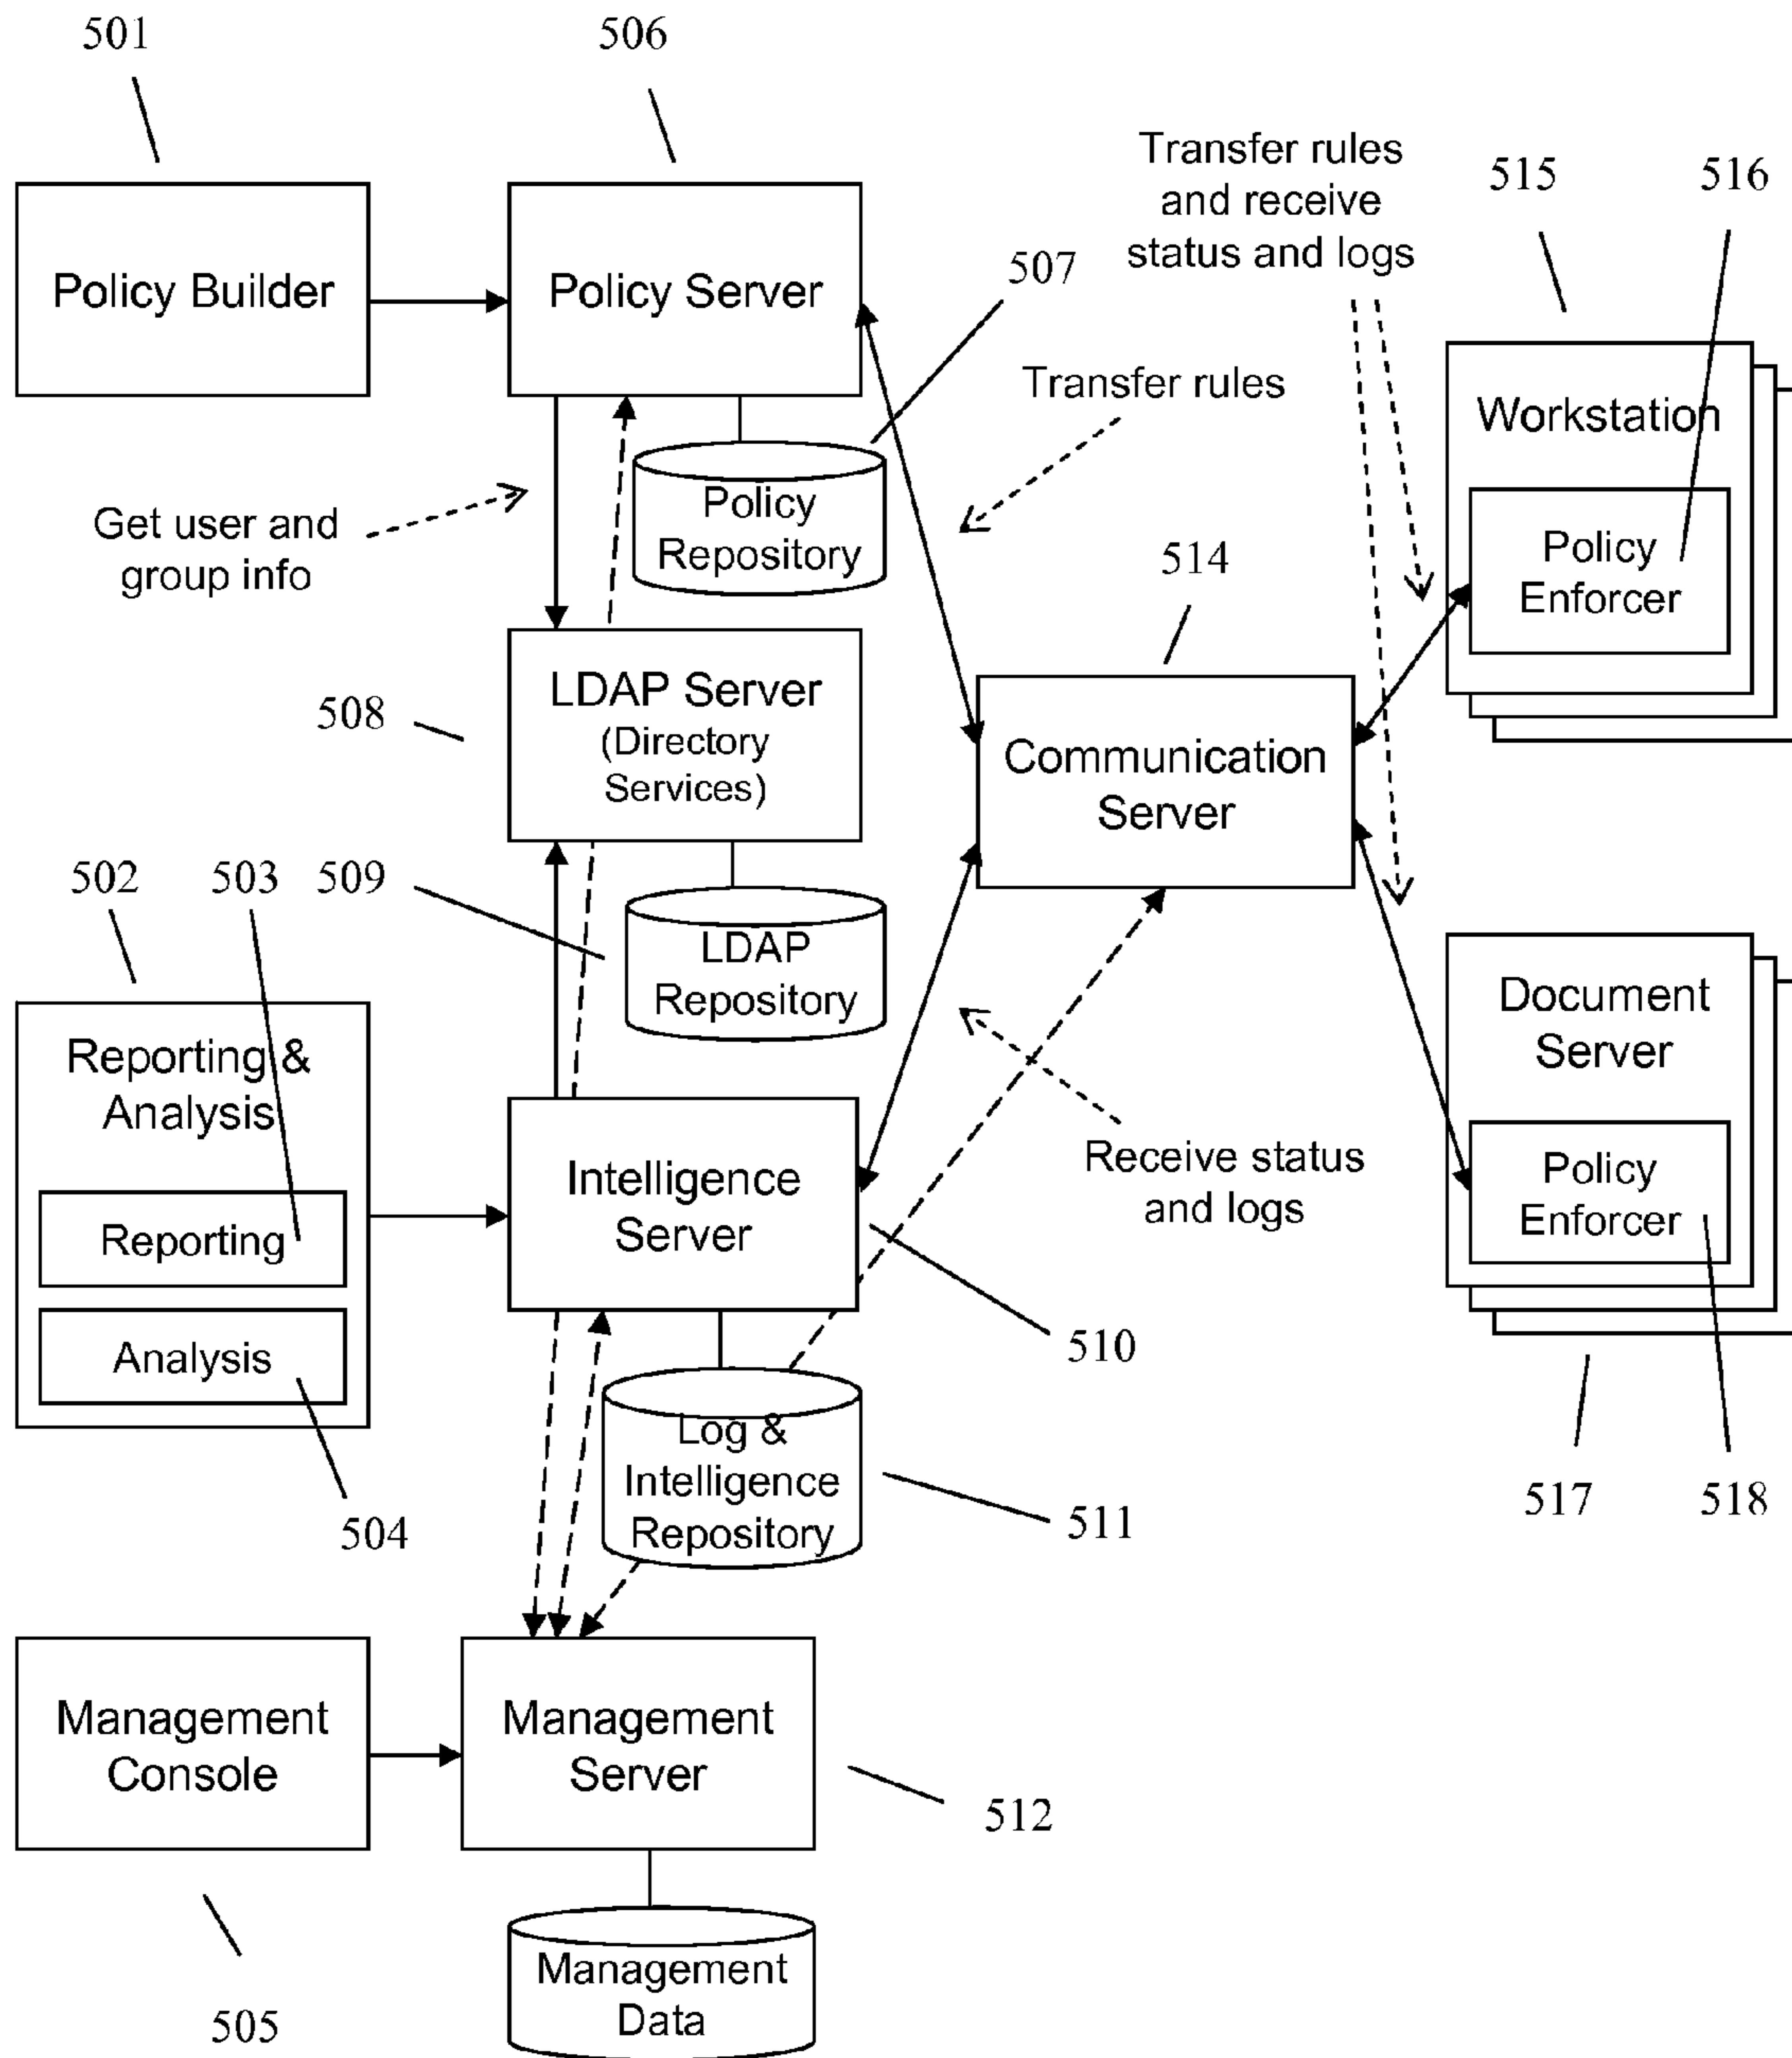 501
506
Transfer rules
and receive
status and logs
515
516
Policy Builder
Policy Server
507
Transfer rules
Workstation
Policy
Repository
Get user and
group info
Policy
Enforcer
514
LDAP Server
(Directory
Services)
508
Communication
Server
502
503
509
LDAP
Repository
Document
Server
Reporting &
Analysis
Receive status
and logs
Intelligence
Server
Policy
Enforcer
Reporting
Analysis
510
Log &
Intelligence
Repository
511
517
518
504
Management
Console
Management
Server
512
505
Management
Data